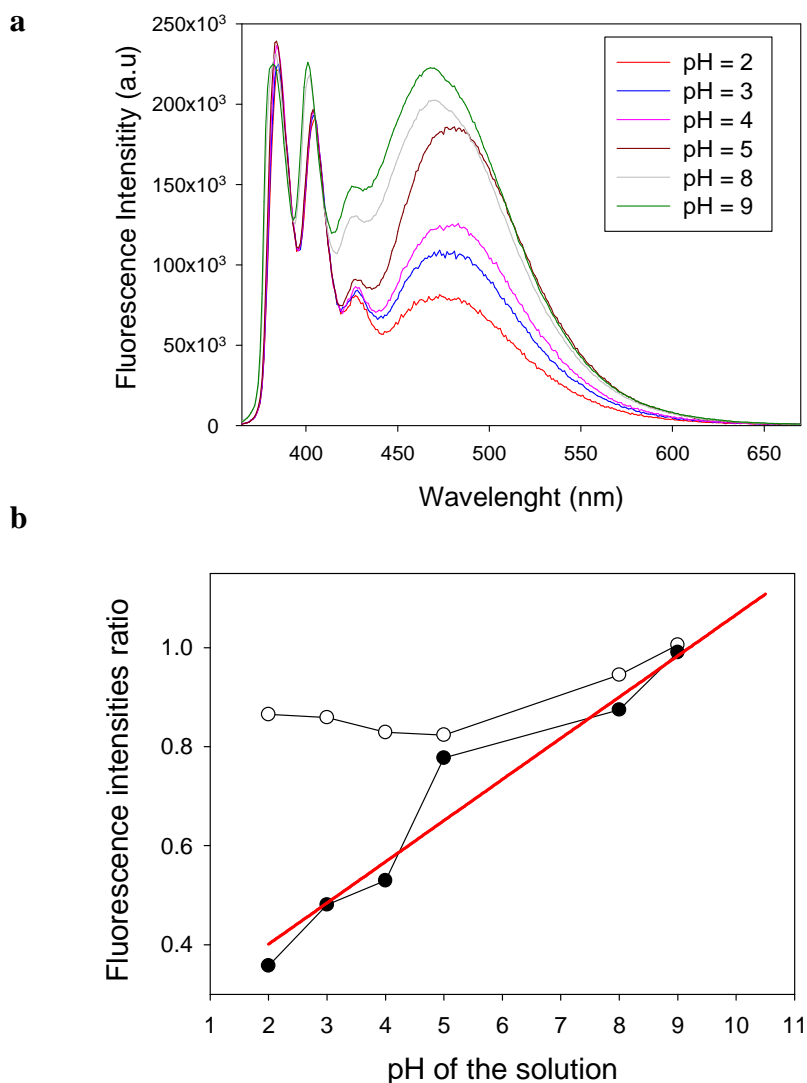 a
250x10³
200x10³
150x10³
100x10³
50x10³
0
Fluorescence Intensitity (a.u)
pH = 2
pH = 3
pH = 4
pH = 5
pH = 8
pH = 9
400 450 500 550 600 650
Wavelenght (nm)
b
1.0
0.8
0.6
0.4
Fluorescence intensities ratio
1 2 3 4 5 6 7 8 9 10 11
pH of the solution